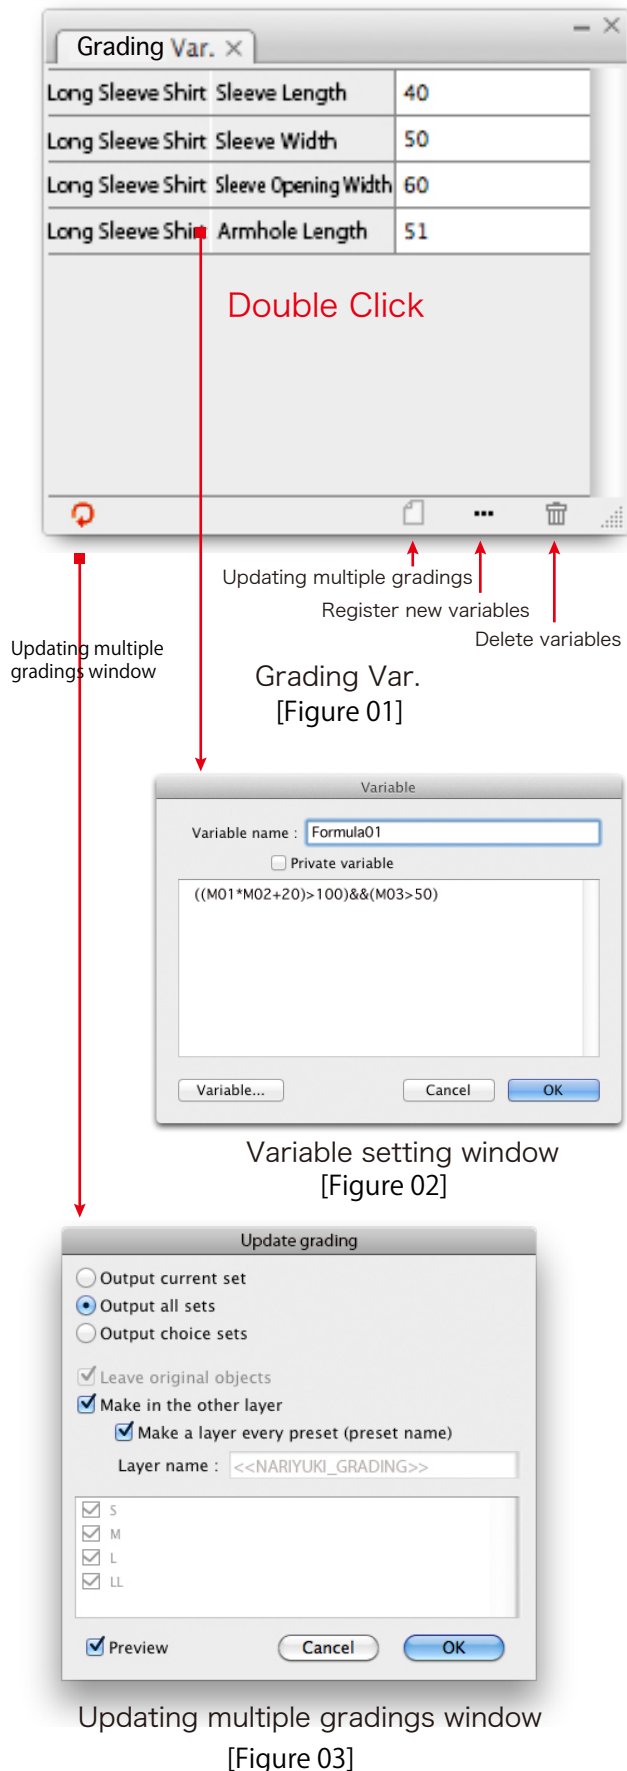 Grading Var. ×
Long Sleeve Shirt Sleeve Length 40
Long Sleeve Shirt Sleeve Width 50
Long Sleeve Shirt Sleeve Opening Width 60
Long Sleeve Shirt Armhole Length 51
Double Click
Updating multiple gradings
Register new variables
Delete variables
Updating multiple
gradings window
Grading Var.
[Figure 01]
Variable
Variable name : Formula01
Private variable
((M01*M02+20)>100)&&(M03>50)
Variable... Cancel OK
Variable setting window
[Figure 02]
Update grading
Output current set
Output all sets
Output choice sets
Leave original objects
Make in the other layer
Make a layer every preset (preset name)
Layer name : <<NARIYUKI_GRADING>>
S
M
L
LL
Preview Cancel OK
Updating multiple gradings window
[Figure 03]